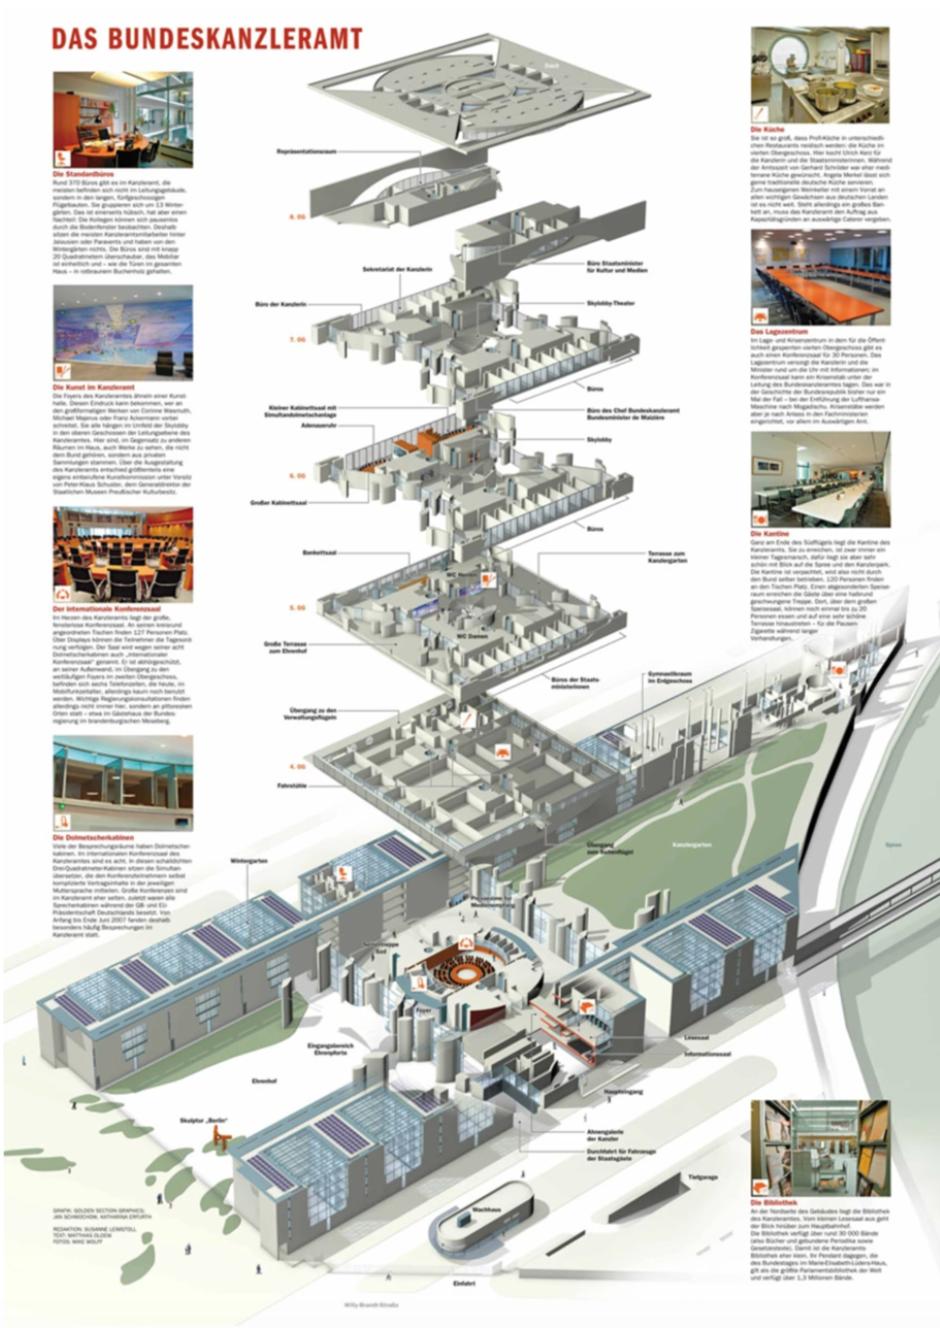 DAS BUNDESKANZLERAMT
Die Standardbüros
Rund 370 Büros gibt es im Kanzleramt, die
meisten befinden sich nicht im Leitungsgebäude,
sondern in den langen, fünfgeschossigen
Flügelbauten. Sie gruppieren sich um 13 Winter-
gärten. Das ist einerseits hübsch, hat aber einen
Nachteil: Die Kollegen können sich pausenlos
durch die Bodenfenster beobachten. Deshalb
sitzen die meisten Kanzleramtsmitarbeiter hinter
Jalousien oder Paravents und haben von den
Wintergärten nichts. Die Büros sind mit knapp
20 Quadratmetern überschaubar, das Mobiliar
ist einheitlich und – wie die Türen im gesamten
Haus – in rotbraunem Buchenholz gehalten.
Die Kunst im Kanzleramt
Die Foyers des Kanzleramtes ähneln einer Kunst-
halle. Diesen Eindruck kann bekommen, wer an
den großformatigen Werken von Corinne Wasmuth,
Michael Majerus oder Franz Ackermann vorbei
schreitet. Sie alle hängen im Umfeld der Skylobby
in den oberen Geschossen der Leitungsebene des
Kanzleramtes. Hier sind, im Gegensatz zu anderen
Räumen im Haus, auch Werke zu sehen, die nicht
dem Bund gehören, sondern aus privaten
Sammlungen stammen. Über die Ausgestaltung
des Kanzleramts entschied größtenteils eine
eigens einberufene Kunstkommission unter Vorsitz
von Peter-Klaus Schuster, dem Generaldirektor der
Staatlichen Museen Preußischer Kulturbesitz.
Der internationale Konferenzsaal
Im Herzen des Kanzleramts liegt der große,
fensterlose Konferenzsaal. An seinen kreisrund
angeordneten Tischen finden 127 Personen Platz.
Über Displays können die Teilnehmer die Tagesord-
nung verfolgen. Der Saal wird wegen seiner acht
Dolmetscherkabinen auch „Internationaler
Konferenzsaal“ genannt. Er ist abhörgeschützt,
an seiner Außenwand, im Übergang zu den
weitläufigen Foyers im zweiten Obergeschoss,
befinden sich sechs Telefonzellen, die heute, im
Mobilfunkzeitalter, allerdings kaum noch benutzt
werden. Wichtige Regierungskonsultationen finden
allerdings nicht immer hier, sondern an pittoresken
Orten statt – etwa im Gästehaus der Bundes-
regierung im brandenburgischen Meseberg.
Die Dolmetscherkabinen
Viele der Besprechungsräume haben Dolmetscher-
kabinen. Im internationalen Konferenzsaal des
Kanzleramtes sind es acht. In diesen schalldichten
Drei-Quadratmeter-Kabinen sitzen die Simultan-
übersetzer, die den Konferenzteilnehmern selbst
komplizierte Vertragsinhalte in der jeweiligen
Muttersprache mitteilen. Große Konferenzen sind
im Kanzleramt eher selten, zuletzt waren alle
Sprecherkabinen während der G8- und EU-
Präsidentschaft Deutschlands besetzt. Von
Anfang bis Ende Juni 2007 fanden deshalb
besonders häufig Besprechungen im
Kanzleramt statt.
Dach
Repräsentationsraum
8. OG
Büro Staatsminister
für Kultur und Medien
Sekretariat der Kanzlerin
Büro der Kanzlerin
Skylobby-Theater
7. OG
Büros
Kleiner Kabinettsaal mit
Simultandolmetschanlage
Adenaueruhr
Büro des Chef Bundeskanzleramt
Bundesminister de Maizière
Skylobby
6. OG
Großer Kabinettsaal
Büros
Bankettsaal
Terrasse zum
Kanzlergarten
WC Herren
5. OG
WC Damen
Große Terrasse
zum Ehrenhof
Büros der Staats-
ministerinnen
Gymnastikraum
im Erdgeschoss
Übergang zu den
Verwaltungsflügeln
4. OG
Fahrstühle
Übergang
zum Südflügel
Kanzlergarten
Spree
Wintergarten
Foyer
Eingangsbereich
Ehrenpforte
Ehrenhof
Skulptur „Berlin“
Lesesaal
Informationssaal
Haupteingang
Ahnengalerie
der Kanzler
Durchfahrt für Fahrzeuge
der Staatsgäste
Tiefgarage
Wachhaus
Einfahrt
Willy-Brandt-Straße
Die Küche
Sie ist so groß, dass Profi-Köche in unterschiedli-
chen Restaurants neidisch werden: die Küche im
vierten Obergeschoss. Hier kocht Ulrich Kerz für
die Kanzlerin und die Staatsministerinnen. Während
der Amtszeit von Gerhard Schröder war eher medi-
terrane Küche gewünscht, Angela Merkel lässt sich
gerne traditionelle deutsche Küche servieren.
Zum hauseigenen Weinkeller mit einem Vorrat an
allen wichtigen Gewächsen aus deutschen Landen
ist es nicht weit. Steht allerdings ein großes Ban-
kett an, muss das Kanzleramt den Auftrag aus
Kapazitätsgründen an auswärtige Caterer vergeben.
Das Lagezentrum
Im Lage- und Krisenzentrum in dem für die Öffent-
lichkeit gesperrten vierten Obergeschoss gibt es
auch einen Konferenzsaal für 30 Personen. Das
Lagezentrum versorgt die Kanzlerin und die
Minister rund um die Uhr mit Informationen; im
Konferenzsaal kann ein Krisenstab unter der
Leitung des Bundeskanzleramtes tagen. Das war in
der Geschichte der Bundesrepublik bisher nur ein
Mal der Fall – bei der Entführung der Lufthansa-
Maschine nach Mogadischu. Krisenstäbe werden
aber je nach Anlass in den Fachministerien
eingerichtet, vor allem im Auswärtigen Amt.
Die Kantine
Ganz am Ende des Südflügels liegt die Kantine des
Kanzleramts. Sie zu erreichen, ist zwar immer ein
kleiner Tagesmarsch, dafür liegt sie aber sehr
schön mit Blick auf die Spree und den Kanzlerpark.
Die Kantine ist verpachtet, wird also nicht durch
den Bund selber betrieben. 120 Personen finden
an den Tischen Platz. Einen abgesonderten Speise-
raum erreichen die Gäste über eine halbrund
geschwungene Treppe. Dort, über dem großen
Speisesaal, können noch einmal bis zu 20
Personen essen und auf eine sehr schöne
Terrasse hinaustreten – für die Pausen-
Zigarette während langer
Verhandlungen.
Die Bibliothek
An der Nordseite des Gebäudes liegt die Bibliothek
des Kanzleramtes. Vom kleinen Lesesaal aus geht
der Blick hinüber zum Hauptbahnhof.
Die Bibliothek verfügt über rund 30 000 Bände
(also Bücher und gebundene Periodika sowie
Gesetzestexte). Damit ist die Kanzleramts-
Bibliothek eher klein. Ihr Pendant dagegen, die
des Bundestages im Marie-Elisabeth-Lüders-Haus,
gilt als die größte Parlamentsbibliothek der Welt
und verfügt über 1,3 Millionen Bände.
GRAFIK: GOLDEN SECTION GRAPHICS;
JAN SCHWOCHOW, KATHARINA ERFURTH
TEXT: MATTHIAS OLDEN
FOTOS: MIKE WOLFF